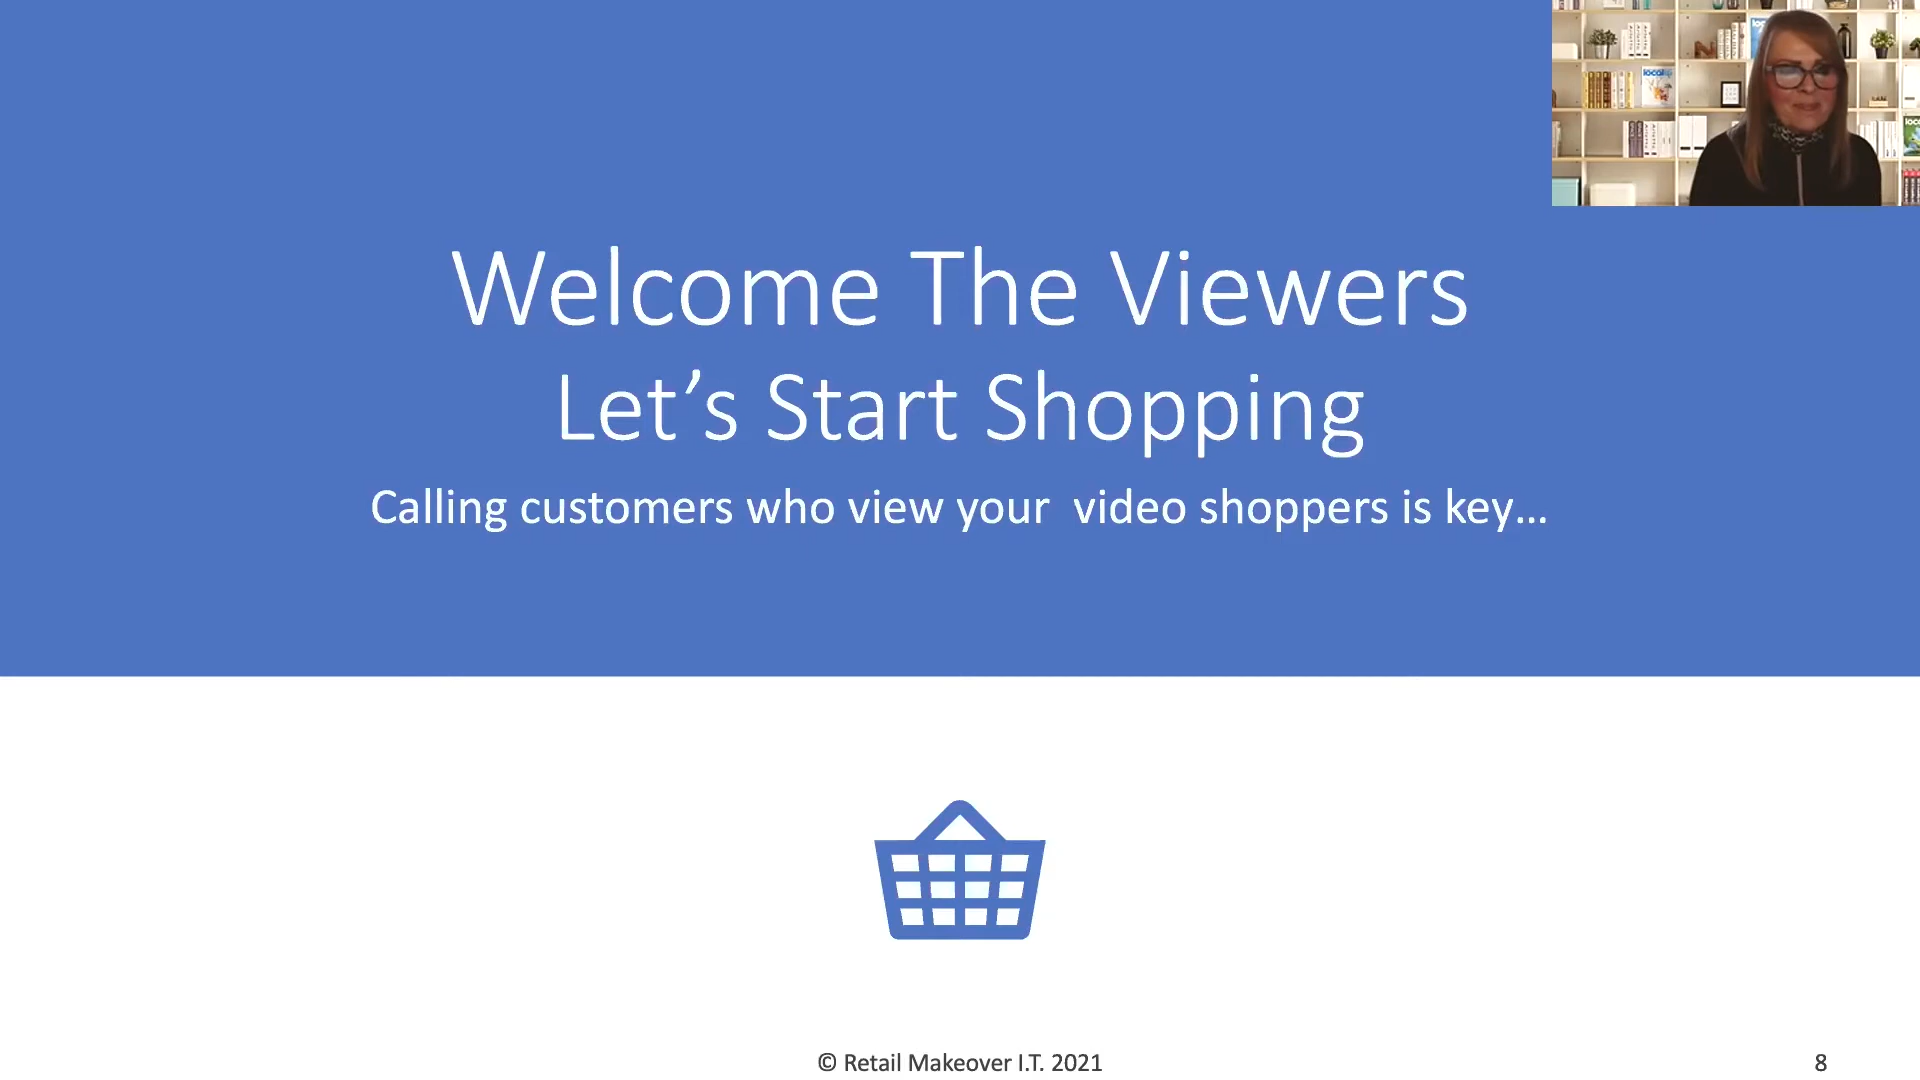 Welcome The Viewers
Let’s Start Shopping
Calling customers who view your  video shoppers is key…
© Retail Makeover I.T. 2021
8